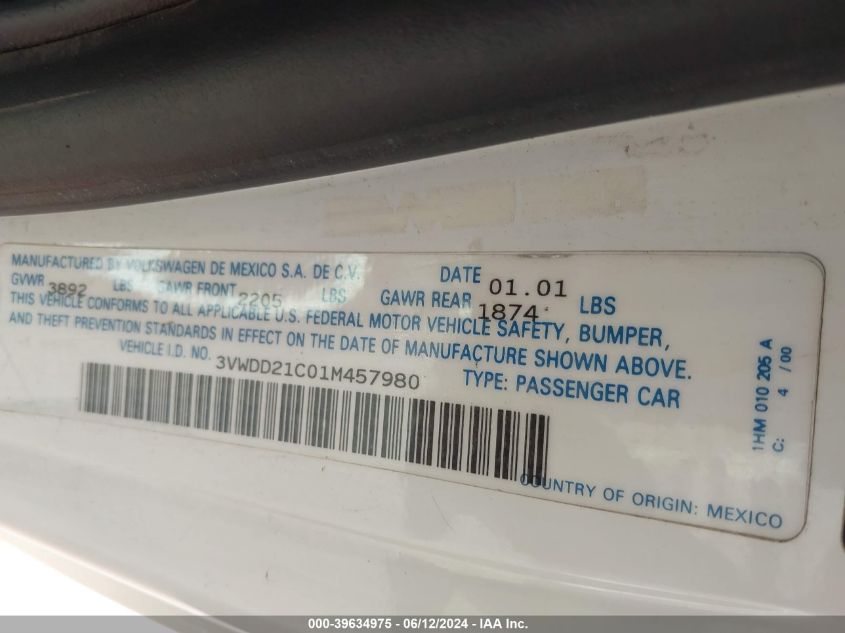 MANUFACTURED BY VOLKSWAGEN DE MEXICO S.A. DE C.V. DATE 01.01
GVWR 3892 LBS GAWR FRONT 2205 LBS GAWR REAR 1874 LBS
THIS VEHICLE CONFORMS TO ALL APPLICABLE U.S. FEDERAL MOTOR VEHICLE SAFETY, BUMPER,
AND THEFT PREVENTION STANDARDS IN EFFECT ON THE DATE OF MANUFACTURE SHOWN ABOVE.
VEHICLE I.D. NO. 3VWDD21C01M457980 TYPE: PASSENGER CAR
COUNTRY OF ORIGIN: MEXICO
1HM 010 205 A
C: 4 /00
000-39634975 - 06/12/2024 - IAA Inc.